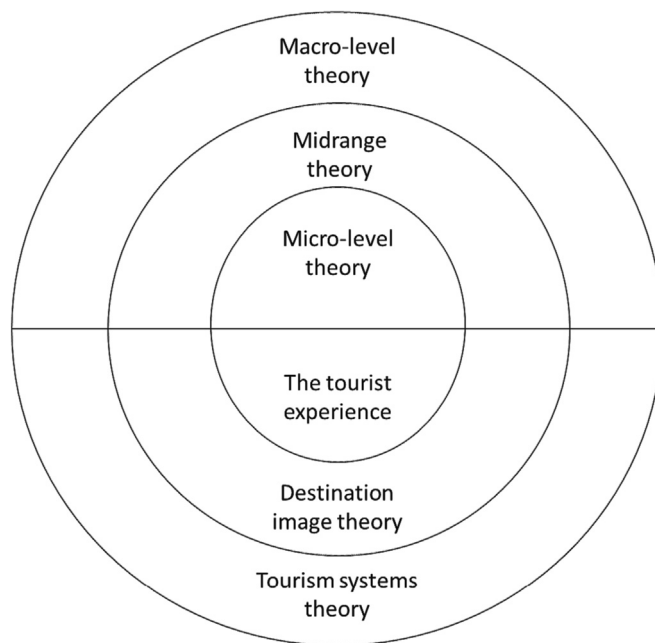 Macro-level
theory
Midrange
theory
Micro-level
theory
The tourist
experience
Destination
image theory
Tourism systems
theory